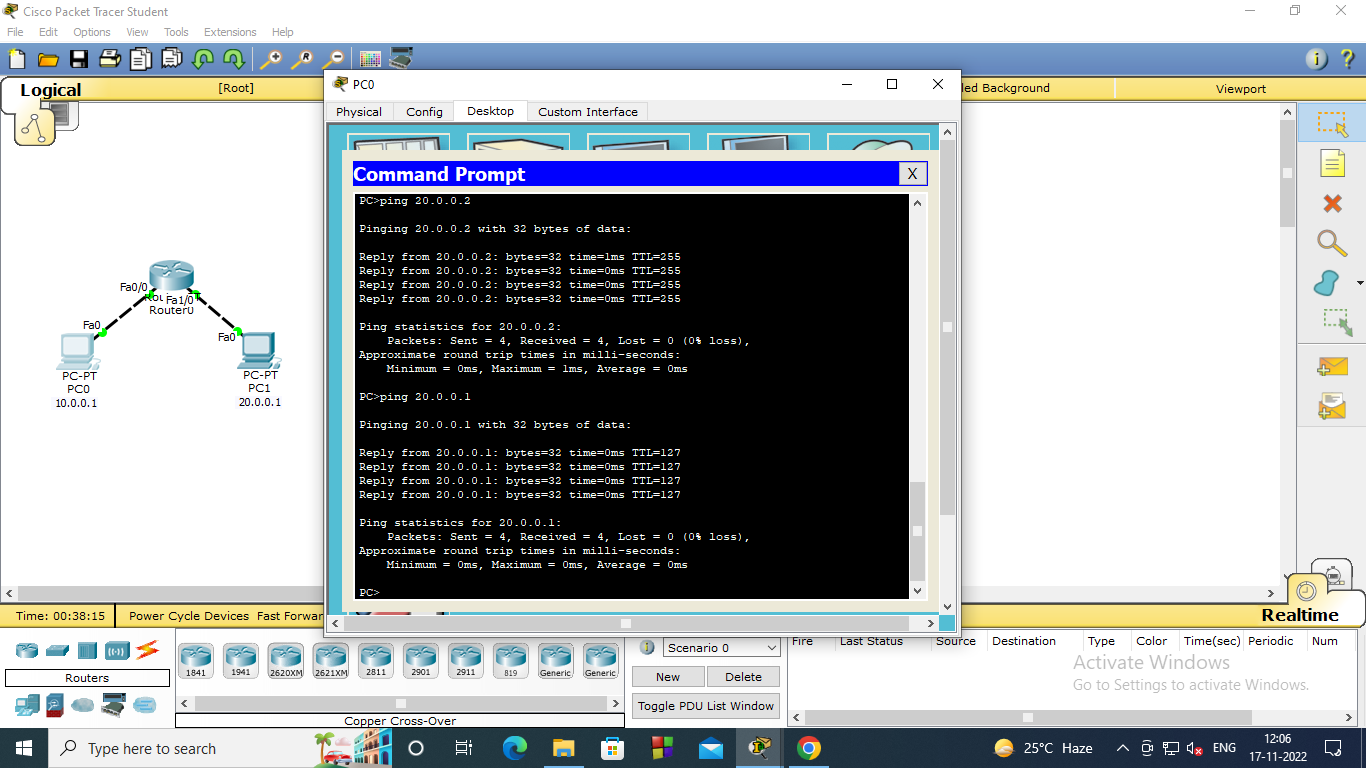 Cisco Packet Tracer Student
File Edit Options View Tools Extensions Help
Logical
[Root]
led Background
Viewport
PC0
Physical Config Desktop Custom Interface
Command Prompt
X
PC>ping 20.0.0.2
Pinging 20.0.0.2 with 32 bytes of data:
Reply from 20.0.0.2: bytes=32 time=1ms TTL=255
Reply from 20.0.0.2: bytes=32 time=0ms TTL=255
Reply from 20.0.0.2: bytes=32 time=0ms TTL=255
Reply from 20.0.0.2: bytes=32 time=0ms TTL=255
Ping statistics for 20.0.0.2:
Packets: Sent = 4, Received = 4, Lost = 0 (0% loss),
Approximate round trip times in milli-seconds:
Minimum = 0ms, Maximum = 1ms, Average = 0ms
PC>ping 20.0.0.1
Pinging 20.0.0.1 with 32 bytes of data:
Reply from 20.0.0.1: bytes=32 time=0ms TTL=127
Reply from 20.0.0.1: bytes=32 time=0ms TTL=127
Reply from 20.0.0.1: bytes=32 time=0ms TTL=127
Reply from 20.0.0.1: bytes=32 time=0ms TTL=127
Ping statistics for 20.0.0.1:
Packets: Sent = 4, Received = 4, Lost = 0 (0% loss),
Approximate round trip times in milli-seconds:
Minimum = 0ms, Maximum = 0ms, Average = 0ms
PC>
Fa0/0
Fa1/0
Router0
Fa0
Fa0
PC-PT
PC0
10.0.0.1
PC-PT
PC1
20.0.0.1
Time: 00:38:15 Power Cycle Devices Fast Forwar
Realtime
Routers
1841 1941 2620XM 2621XM 2811 2901 2911 819 Generic Generic
Copper Cross-Over
Scenario 0
New Delete
Toggle PDU List Window
Fire Last Status Source Destination Type Color Time(sec) Periodic Num
Activate Windows
Go to Settings to activate Windows.
Type here to search
25°C Haze
ENG
12:06
17-11-2022